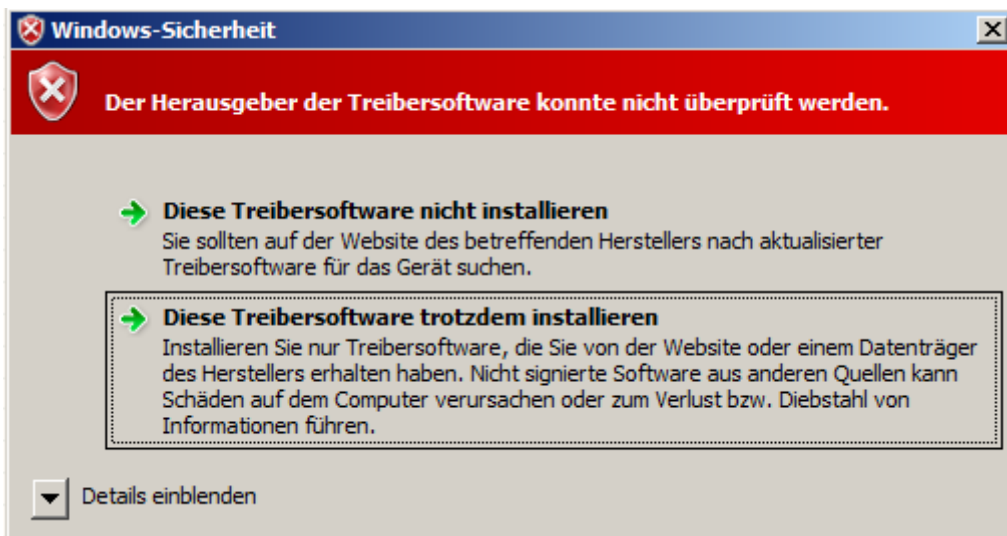 Windows-Sicherheit
Der Herausgeber der Treibersoftware konnte nicht überprüft werden.
Diese Treibersoftware nicht installieren
Sie sollten auf der Website des betreffenden Herstellers nach aktualisierter
Treibersoftware für das Gerät suchen.
Diese Treibersoftware trotzdem installieren
Installieren Sie nur Treibersoftware, die Sie von der Website oder einem Datenträger
des Herstellers erhalten haben. Nicht signierte Software aus anderen Quellen kann
Schäden auf dem Computer verursachen oder zum Verlust bzw. Diebstahl von
Informationen führen.
Details einblenden